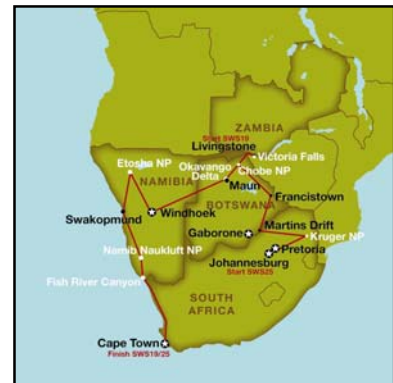 Start SWS19
ZAMBIA
Livingstone
Victoria Falls
Etosha NP
Okavango
Delta
Chobe NP
NAMIBIA
Maun
Francistown
BOTSWANA
Swakopmund
Windhoek
Martins Drift
Gaborone
Kruger NP
Pretoria
Johannesburg
Start SWS25
Namib Naukluft NP
Fish River Canyon
SOUTH
AFRICA
Cape Town
Finish SWS19/25